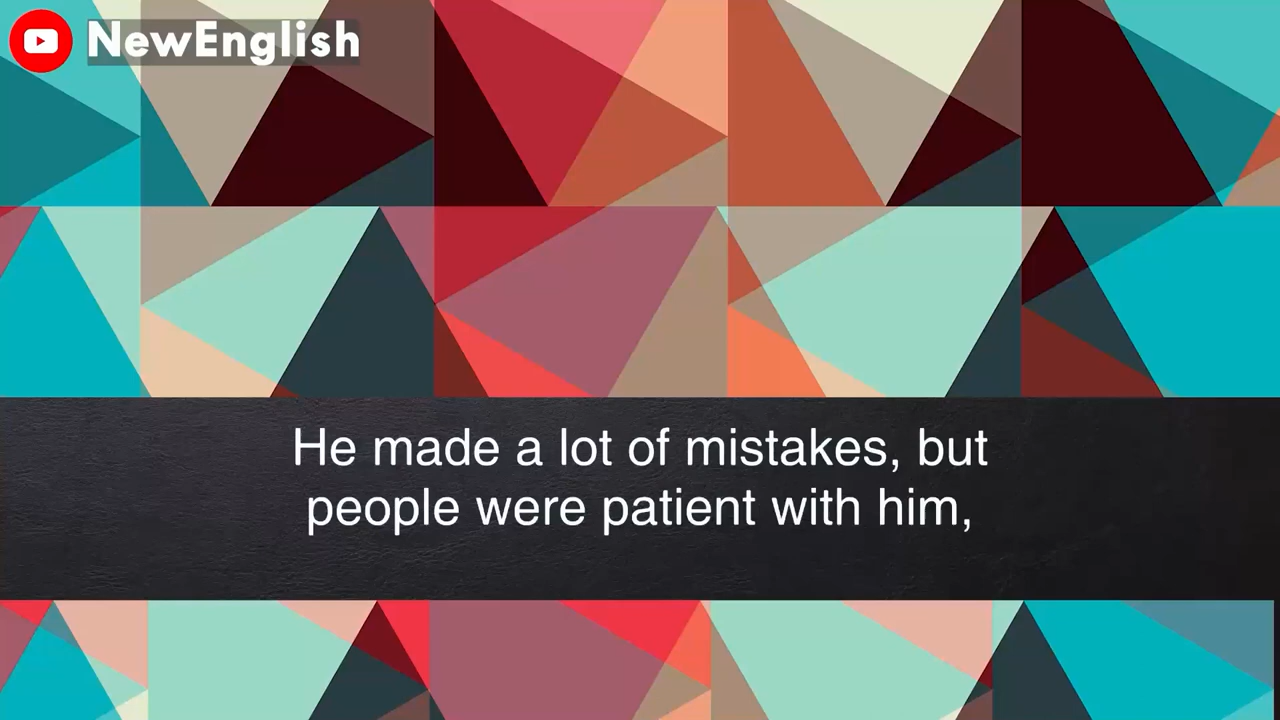 NewEnglish
He made a lot of mistakes, but
people were patient with him,